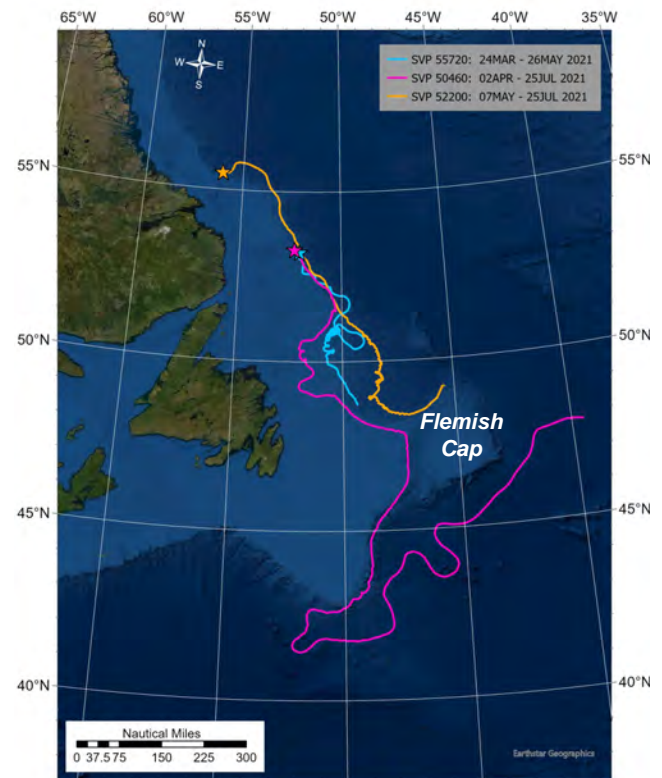 65°W 60°W 55°W 50°W 45°W 40°W 35°W
N
W E
S
SVP 55720: 24MAR - 26MAY 2021
SVP 50460: 02APR - 25JUL 2021
SVP 52200: 07MAY - 25JUL 2021
55°N 55°N
50°N 50°N
Flemish
Cap
45°N 45°N
40°N 40°N
Nautical Miles
0 37.575 150 225 300
Earthstar Geographics